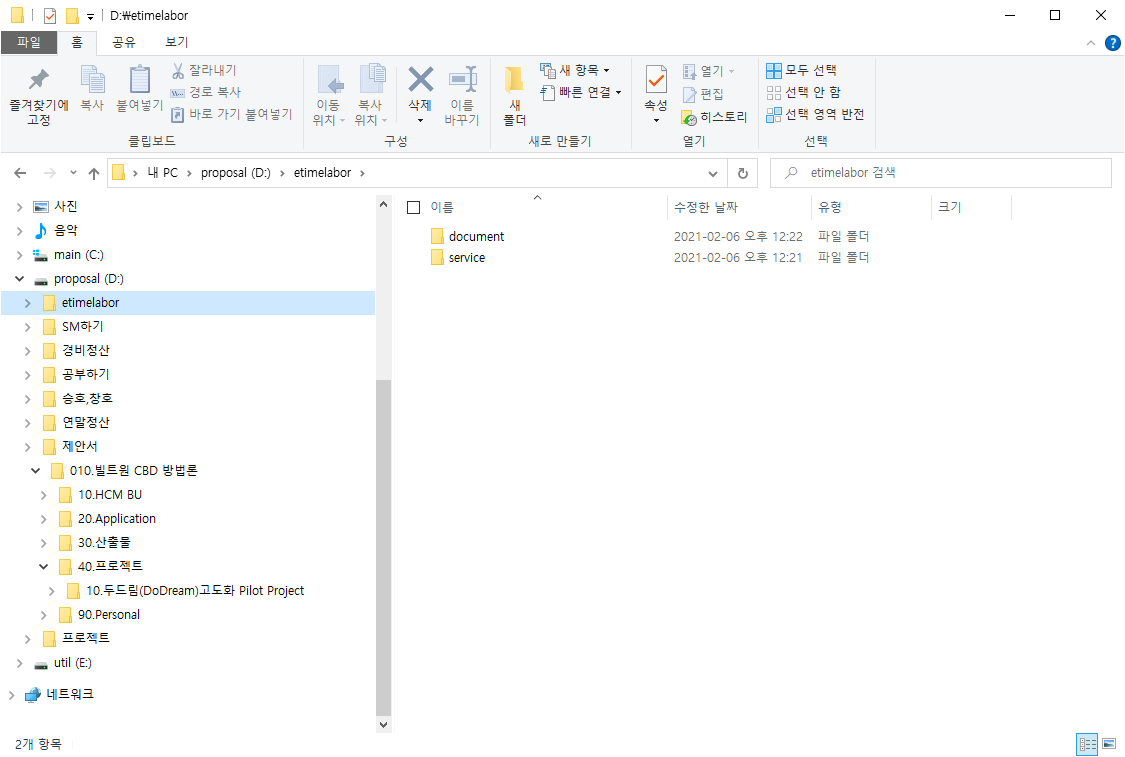 D:₩etimelabor
파일 홈 공유 보기
즐겨찾기에 고정
복사
붙여넣기
잘라내기
경로 복사
바로 가기 붙여넣기
클립보드
이동 위치
복사 위치
삭제
이름 바꾸기
구성
새 폴더
새 항목
빠른 연결
새로 만들기
속성
열기
편집
히스토리
열기
모두 선택
선택 안 함
선택 영역 반전
선택
내 PC > proposal (D:) > etimelabor >
etimelabor 검색
사진
음악
main (C:)
proposal (D:)
etimelabor
SM하기
경비정산
공부하기
승호,창호
연말정산
제안서
010.빌트원 CBD 방법론
10.HCM BU
20.Application
30.산출물
40.프로젝트
10.두드림(DoDream)고도화 Pilot Project
90.Personal
프로젝트
util (E:)
네트워크
이름 수정한 날짜 유형 크기
document 2021-02-06 오후 12:22 파일 폴더
service 2021-02-06 오후 12:21 파일 폴더
2개 항목